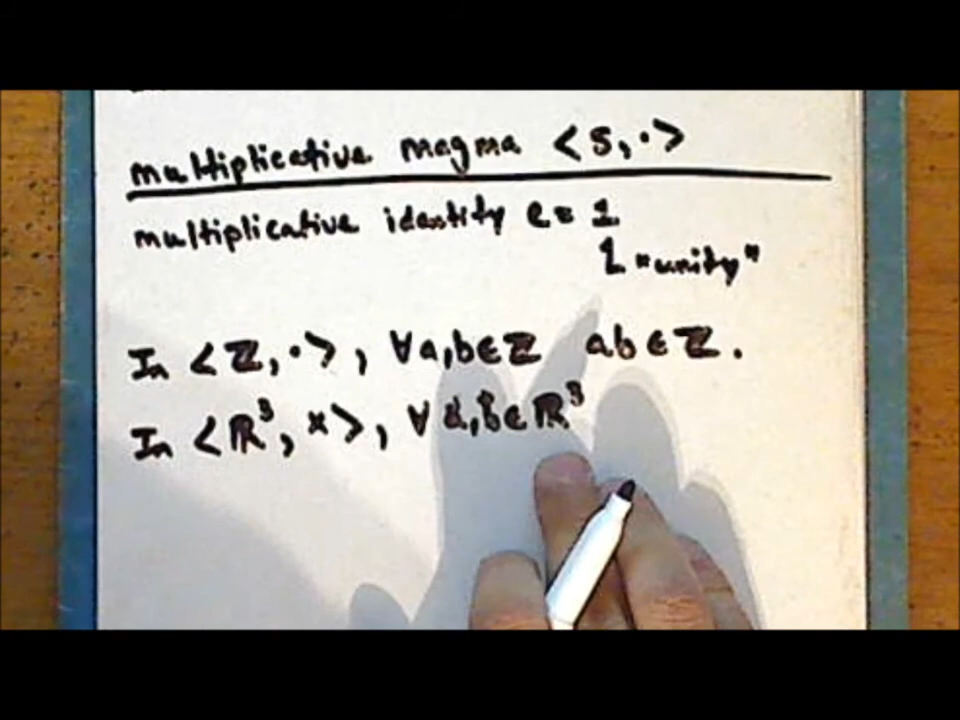 multiplicative magma <S, ·>
multiplicative identity e = 1
1 "unity"
In <ℤ, ·>, ∀a,b∈ℤ ab∈ℤ.
In <ℝ³, ×>, ∀ a⃗,b⃗∈ℝ³